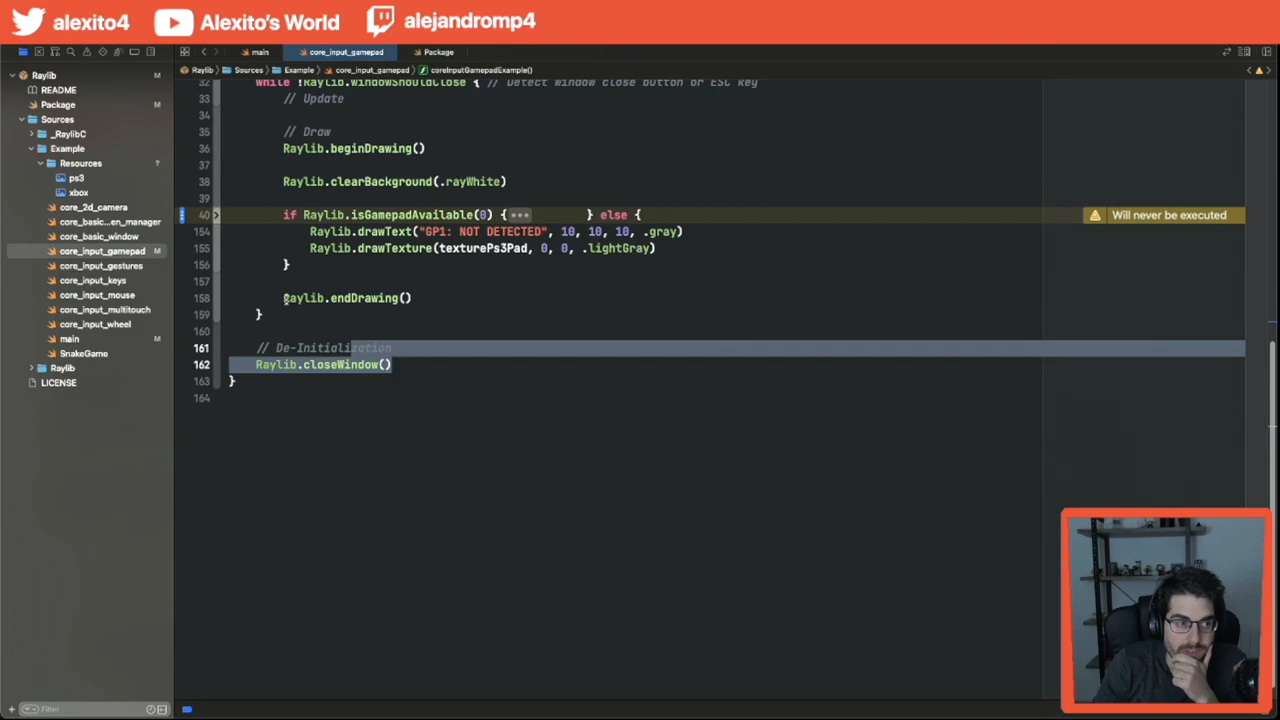 alexito4 Alexito's World alejandromp4
main core_input_gamepad Package
Raylib M
Raylib Sources Example core_input_gamepad coreInputGamepadExample()
README
Package M
Sources
_RaylibC
Example
Resources ?
ps3
xbox
core_2d_camera
core_basic...en_manager
core_basic_window
core_input_gamepad M
core_input_gestures
core_input_keys
core_input_mouse
core_input_multitouch
core_input_wheel
main
SnakeGame
Raylib
LICENSE
32 while !Raylib.windowShouldClose { // Detect window close button or ESC key
33 // Update
34
35 // Draw
36 Raylib.beginDrawing()
37
38 Raylib.clearBackground(.rayWhite)
39
40 if Raylib.isGamepadAvailable(0) {••• } else { Will never be executed
154 Raylib.drawText("GP1: NOT DETECTED", 10, 10, 10, .gray)
155 Raylib.drawTexture(texturePs3Pad, 0, 0, .lightGray)
156 }
157
158 Raylib.endDrawing()
159 }
160
161 // De-Initialization
162 Raylib.closeWindow()
163 }
164
Filter